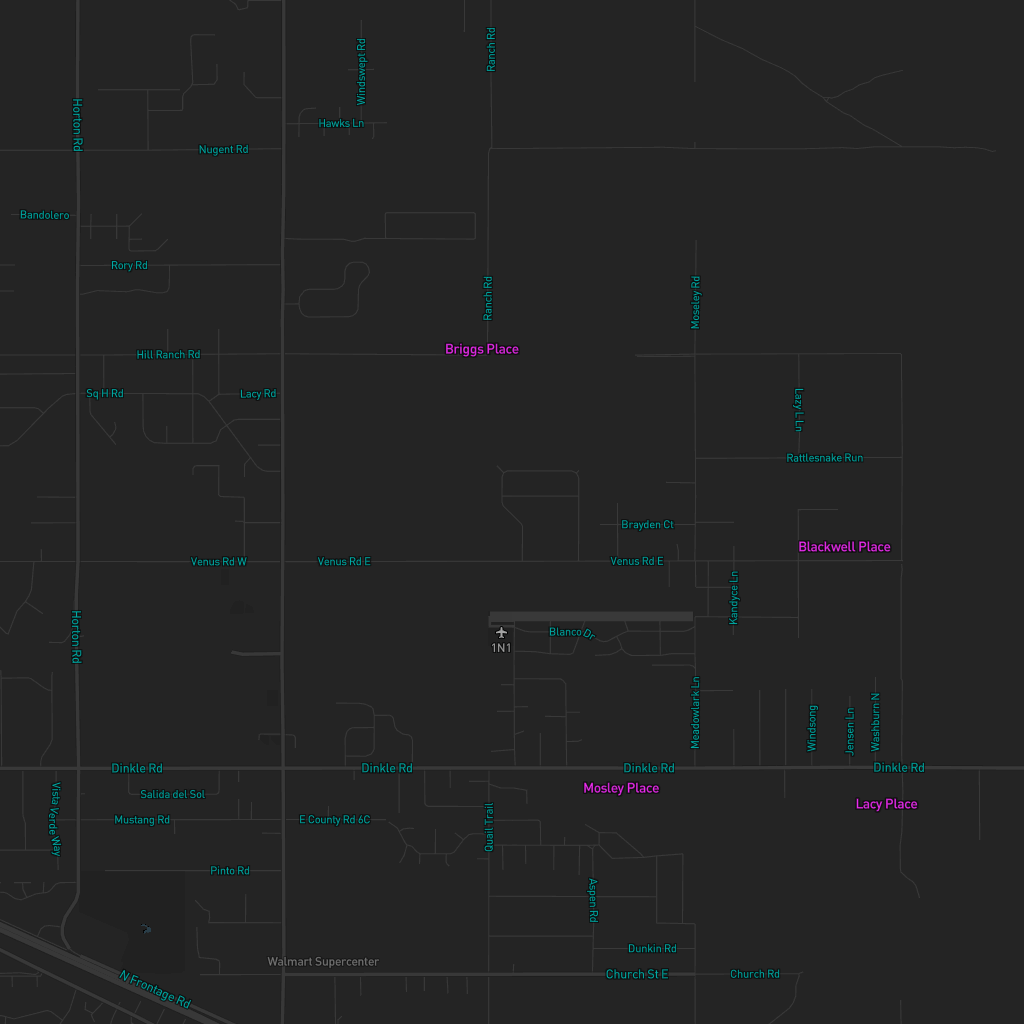 Ranch Rd
Windswept Rd
Horton Rd
Hawks Ln
Nugent Rd
Bandolero
Rory Rd
Ranch Rd
Moseley Rd
Briggs Place
Hill Ranch Rd
Sq H Rd
Lacy Rd
Lazy L Ln
Rattlesnake Run
Brayden Ct
Blackwell Place
Venus Rd W
Venus Rd E
Venus Rd E
Kandyce Ln
Horton Rd
Blanco Dr
1N1
Meadowlark Ln
Windsong
Jensen Ln
Washburn N
Dinkle Rd
Dinkle Rd
Dinkle Rd
Dinkle Rd
Mosley Place
Salida del Sol
Lacy Place
Vista Verde Way
Mustang Rd
E County Rd 6C
Quail Trail
Pinto Rd
Aspen Rd
Dunkin Rd
Walmart Supercenter
N Frontage Rd
Church St E
Church Rd